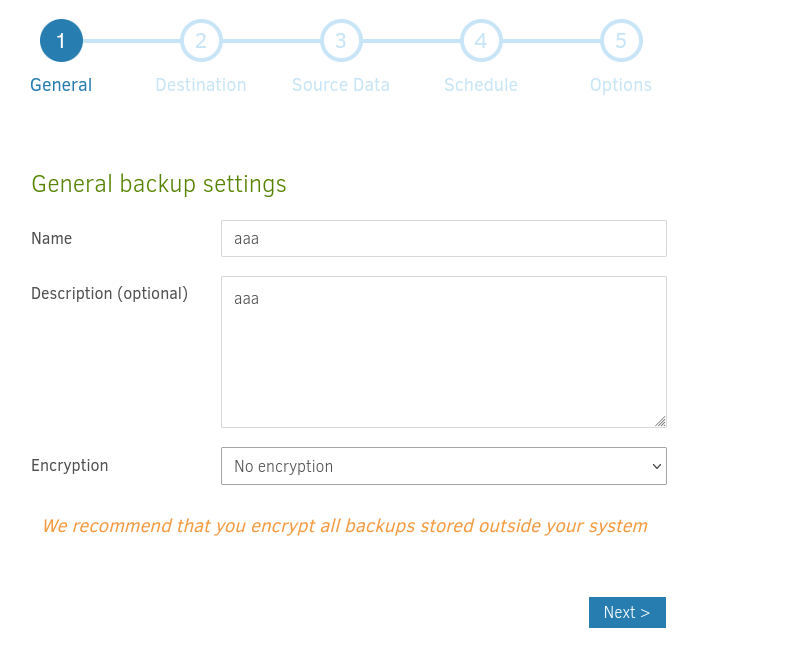 1 2 3 4 5
General Destination Source Data Schedule Options
General backup settings
Name aaa
Description (optional) aaa
Encryption No encryption
We recommend that you encrypt all backups stored outside your system
Next >